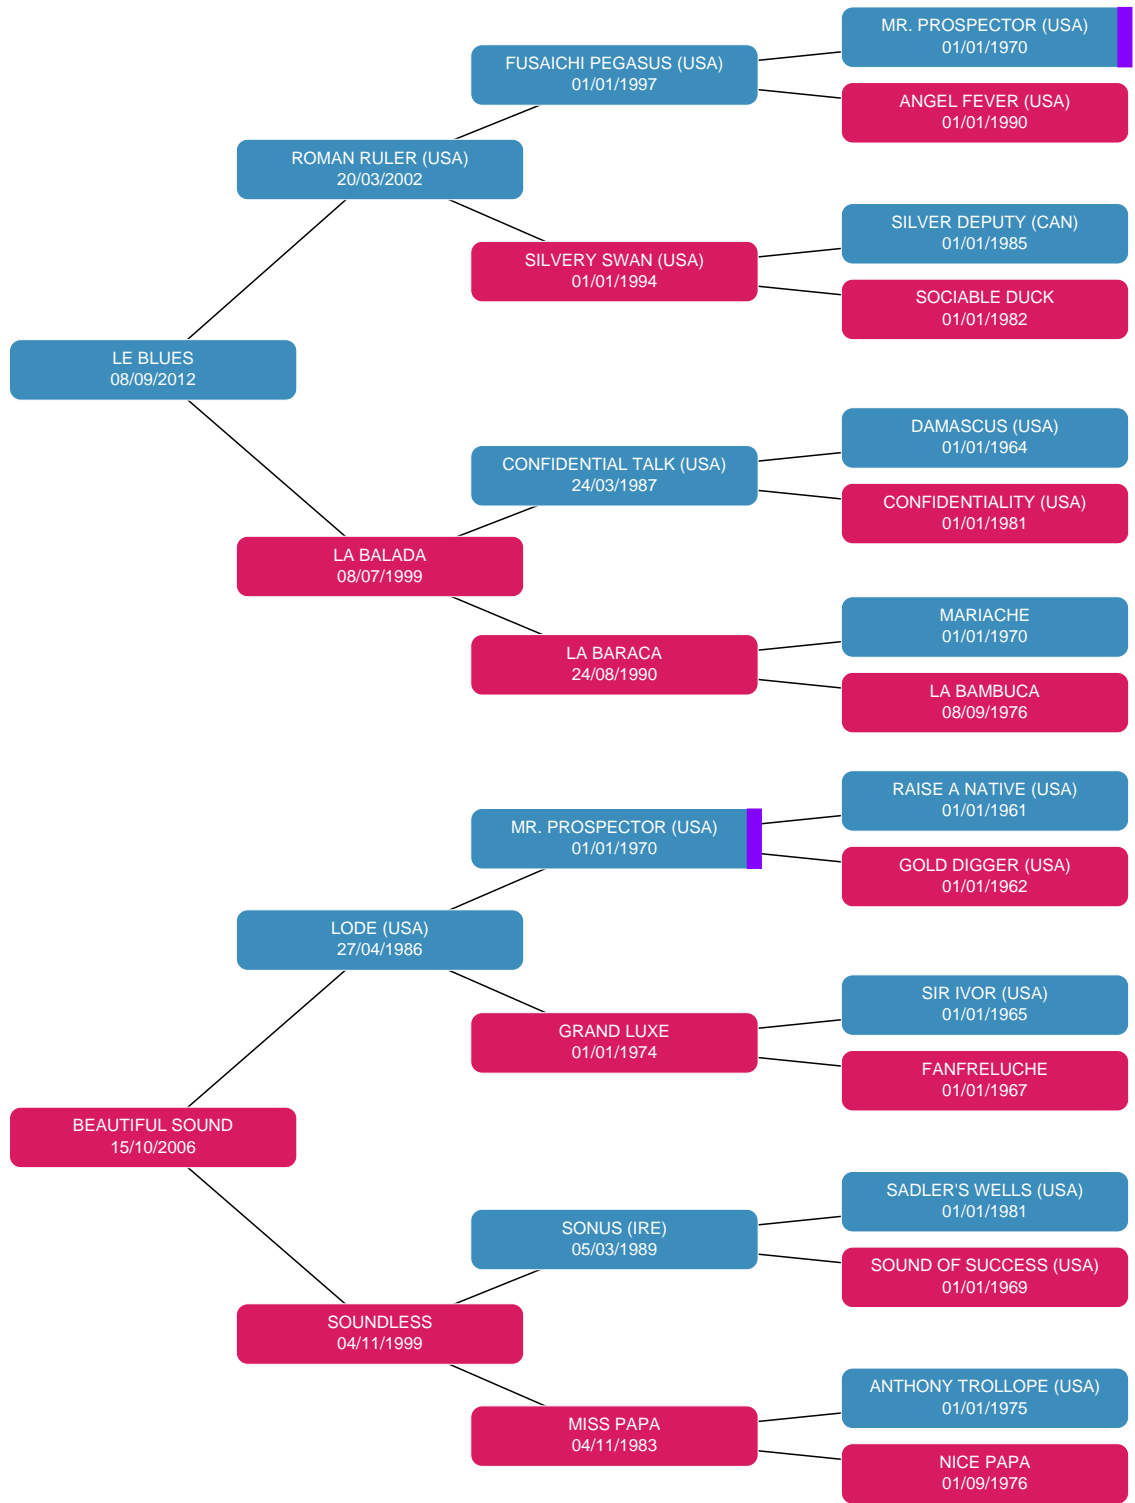 MR. PROSPECTOR (USA)
01/01/1970
FUSAICHI PEGASUS (USA)
01/01/1997
ANGEL FEVER (USA)
01/01/1990
ROMAN RULER (USA)
20/03/2002
SILVER DEPUTY (CAN)
01/01/1985
SILVERY SWAN (USA)
01/01/1994
SOCIABLE DUCK
01/01/1982
LE BLUES
08/09/2012
DAMASCUS (USA)
01/01/1964
CONFIDENTIAL TALK (USA)
24/03/1987
CONFIDENTIALITY (USA)
01/01/1981
LA BALADA
08/07/1999
MARIACHE
01/01/1970
LA BARACA
24/08/1990
LA BAMBUCA
08/09/1976
RAISE A NATIVE (USA)
01/01/1961
MR. PROSPECTOR (USA)
01/01/1970
GOLD DIGGER (USA)
01/01/1962
LODE (USA)
27/04/1986
SIR IVOR (USA)
01/01/1965
GRAND LUXE
01/01/1974
FANFRELUCHE
01/01/1967
BEAUTIFUL SOUND
15/10/2006
SADLER'S WELLS (USA)
01/01/1981
SONUS (IRE)
05/03/1989
SOUND OF SUCCESS (USA)
01/01/1969
SOUNDLESS
04/11/1999
ANTHONY TROLLOPE (USA)
01/01/1975
MISS PAPA
04/11/1983
NICE PAPA
01/09/1976